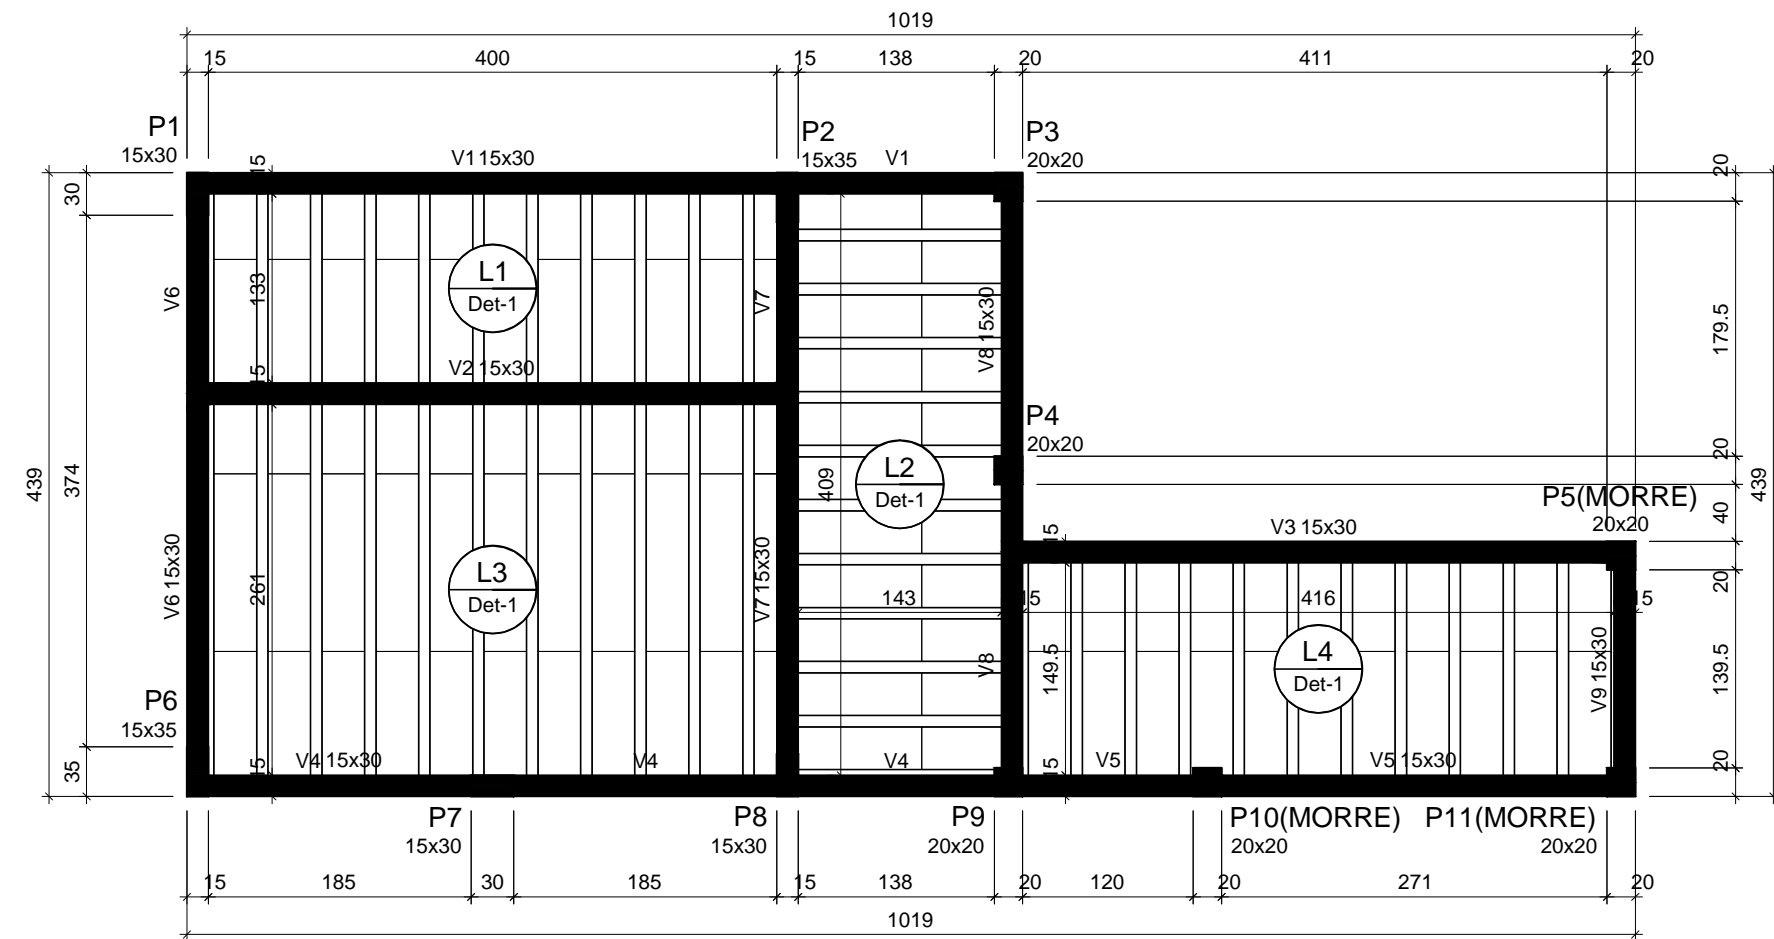 1019
15 400 15 138 20 411 20
P1
15x30
V1 15x30
15
P2
15x35
V1
P3
20x20
20
30
L1
Det-1
133
V6
V7
V8 15x30
179.5
V2 15x30
15
P4
20x20
20
439
374
409
L2
Det-1
439
P5(MORRE)
20x20
40
V3 15x30
15
V6 15x30
261
L3
Det-1
V7 15x30
143
15
416
15
20
149.5
L4
Det-1
V8
V9 15x30
139.5
P6
15x35
35
15
V4 15x30
V4
V4
15
V5
V5 15x30
20
P7
15x30
P8
15x30
P9
20x20
P10(MORRE)
20x20
P11(MORRE)
20x20
15 185 30 185 15 138 20 120 20 271 20
1019